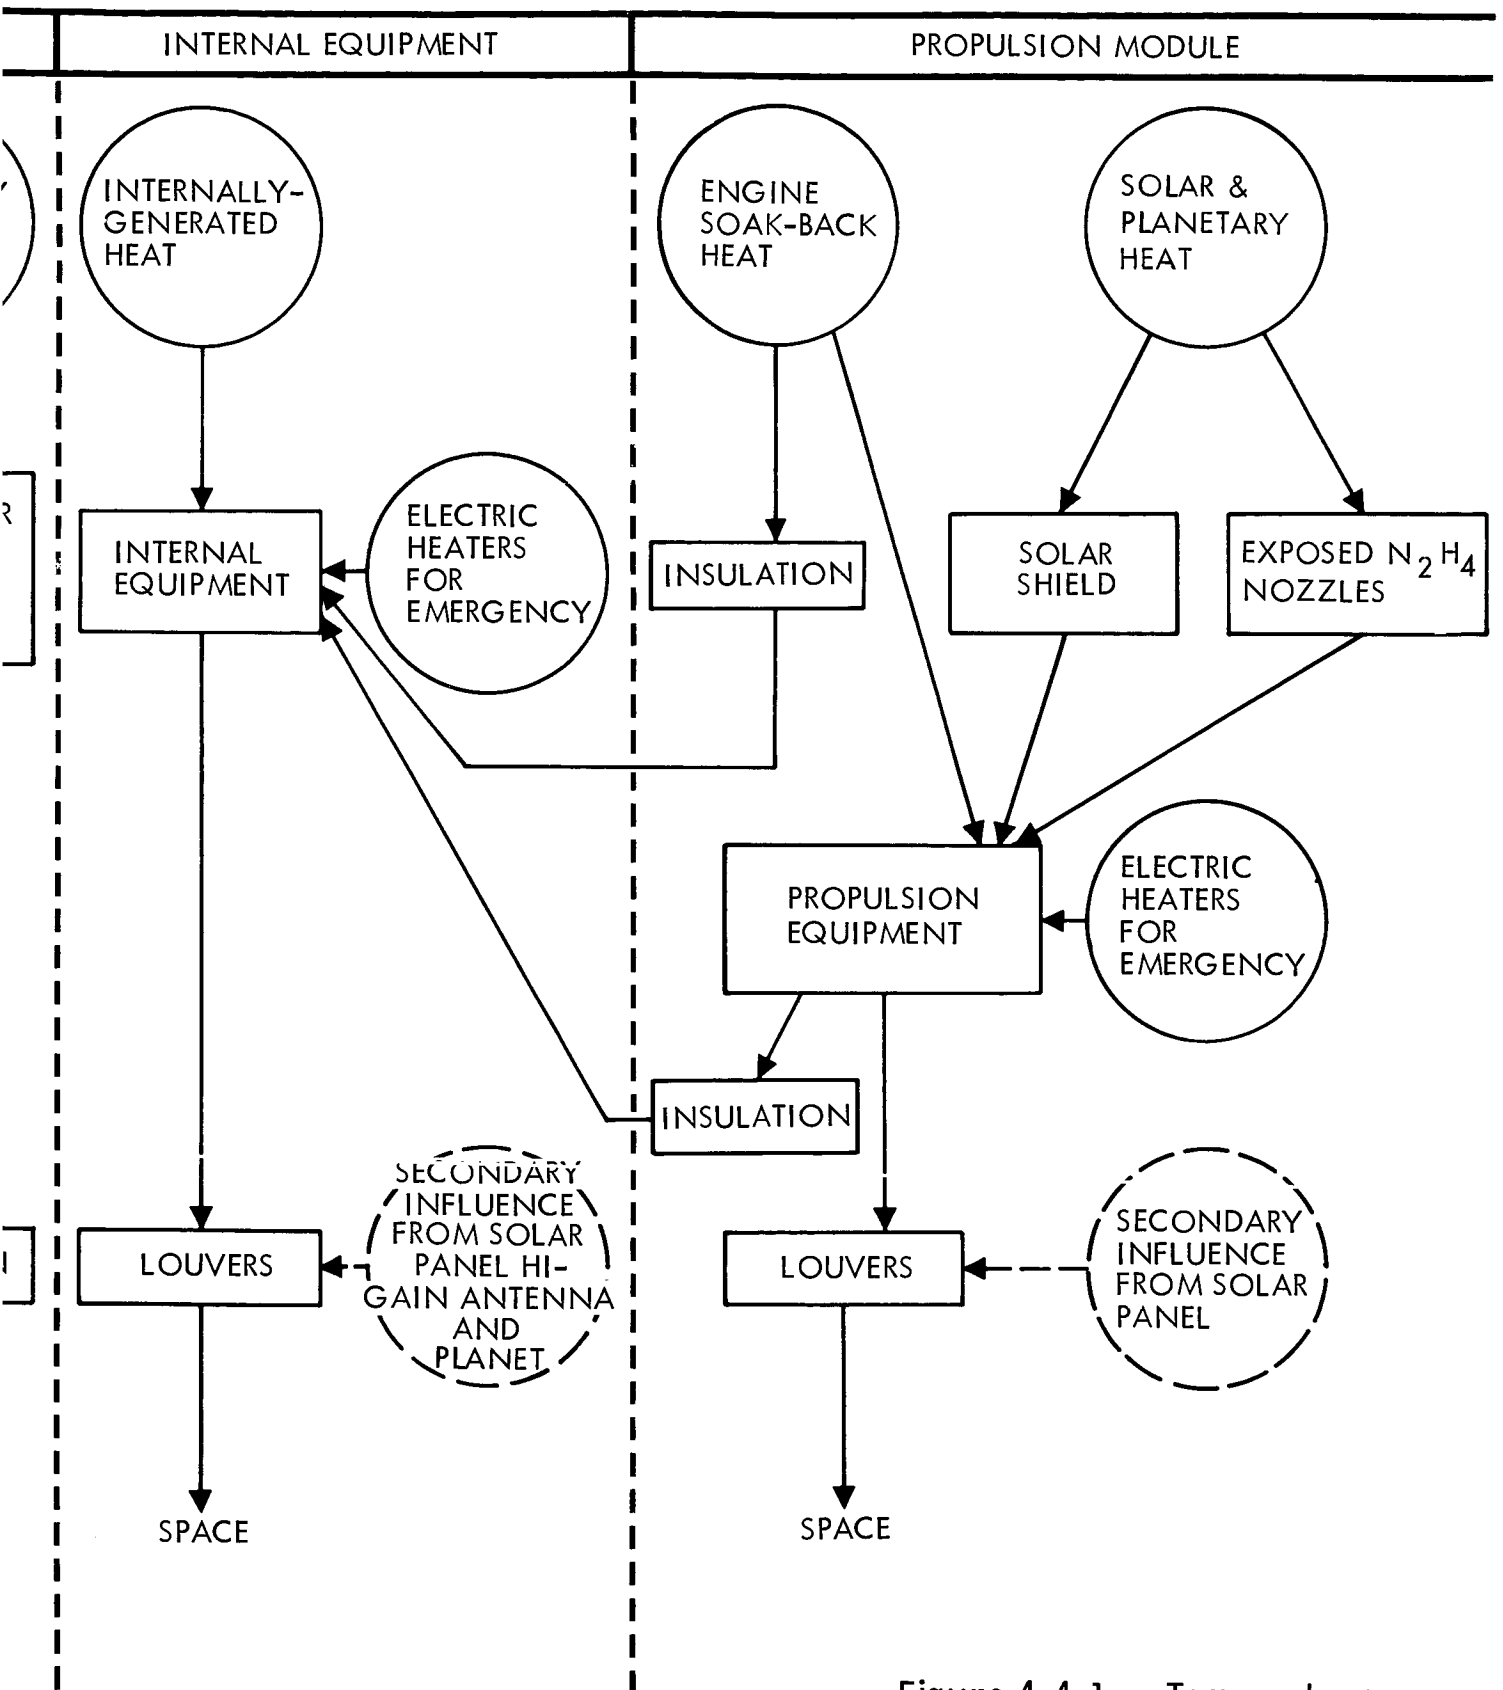 INTERNAL EQUIPMENT
PROPULSION MODULE
INTERNALLY-
GENERATED
HEAT
ENGINE
SOAK-BACK
HEAT
SOLAR &
PLANETARY
HEAT
INTERNAL
EQUIPMENT
ELECTRIC
HEATERS
FOR
EMERGENCY
INSULATION
SOLAR
SHIELD
EXPOSED N2H4
NOZZLES
PROPULSION
EQUIPMENT
ELECTRIC
HEATERS
FOR
EMERGENCY
INSULATION
LOUVERS
SECONDARY
INFLUENCE
FROM SOLAR
PANEL HI-
GAIN ANTENNA
AND
PLANET
LOUVERS
SECONDARY
INFLUENCE
FROM SOLAR
PANEL
SPACE
SPACE